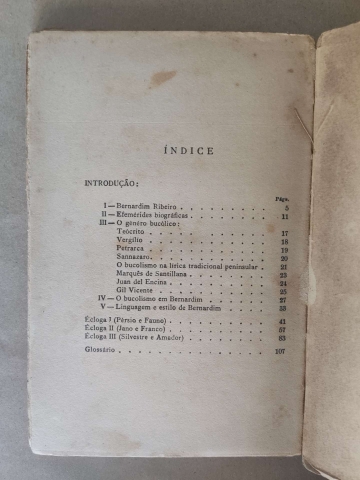 ÍNDICE
INTRODUÇÃO:
Págs.
I — Bernardim Ribeiro . . . . . . . . 5
II — Efemérides biográficas . . . . . . . 11
III — O género bucólico:
Teócrito . . . . . . . . . 17
Vergílio . . . . . . . . . 18
Petrarca . . . . . . . . . 19
Sannazaro . . . . . . . . . 20
O bucolismo na lírica tradicional peninsular . 21
Marquês de Santillana . . . . . . 23
Juan del Encina . . . . . . . 24
Gil Vicente . . . . . . . . 25
IV — O bucolismo em Bernardim . . . . . 27
V — Linguagem e estilo de Bernardim . . . .
Écloga I (Pérsio e Fauno) . . . . . . . 41
Écloga II (Jano e Franco) . . . . . . . 57
Écloga III (Silvestre e Amador) . . . . . . 83
Glossário . . . . . . . . . . . 107